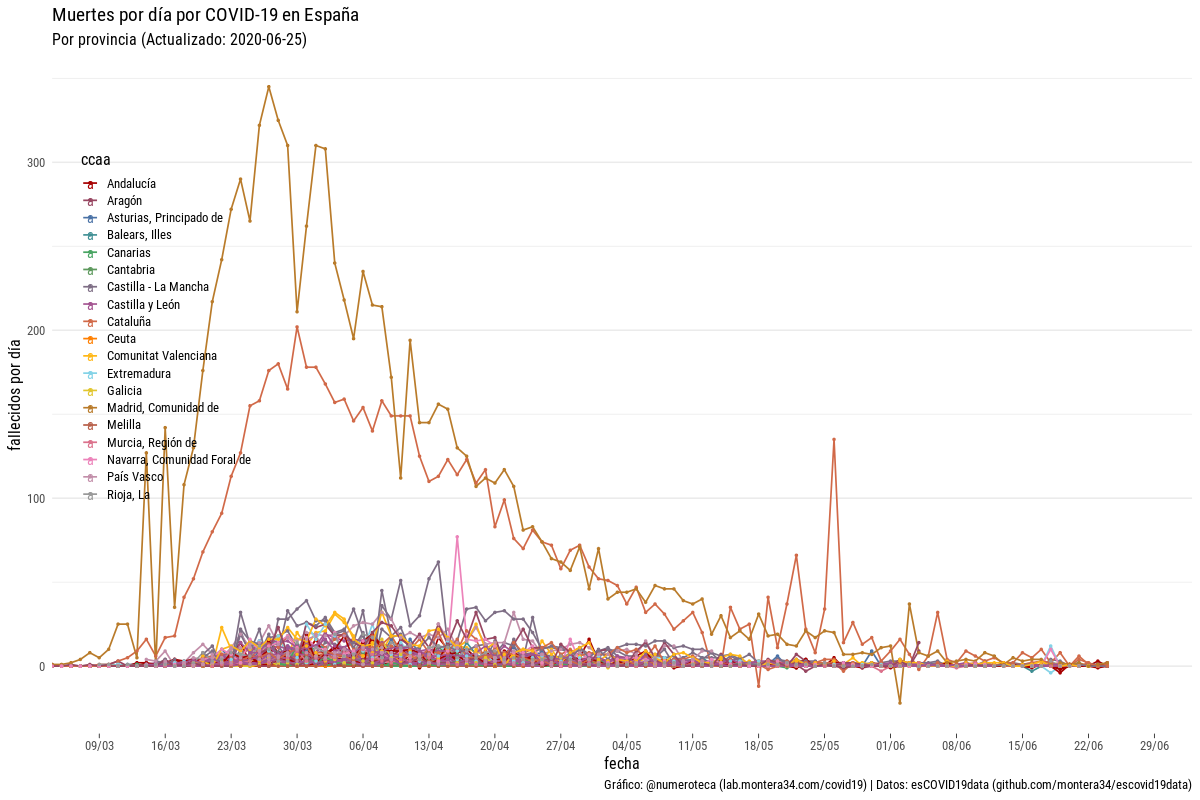 Muertes por día por COVID-19 en España
Por provincia (Actualizado: 2020-06-25)
fallecidos por día
300
200
100
0
ccaa
Andalucía
Aragón
Asturias, Principado de
Balears, Illes
Canarias
Cantabria
Castilla - La Mancha
Castilla y León
Cataluña
Ceuta
Comunitat Valenciana
Extremadura
Galicia
Madrid, Comunidad de
Melilla
Murcia, Región de
Navarra, Comunidad Foral de
País Vasco
Rioja, La
09/03 16/03 23/03 30/03 06/04 13/04 20/04 27/04 04/05 11/05 18/05 25/05 01/06 08/06 15/06 22/06 29/06
fecha
Gráfico: @numeroteca (lab.montera34.com/covid19) | Datos: esCOVID19data (github.com/montera34/escovid19data)